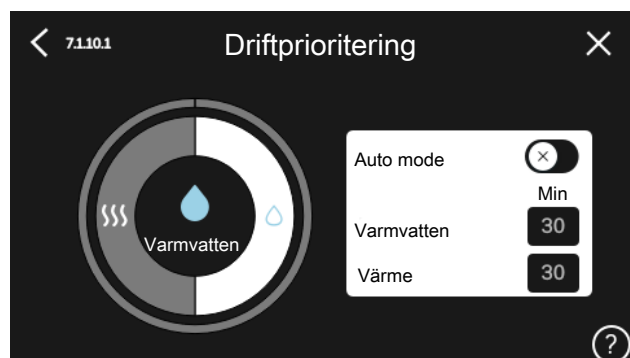 7.1.10.1
Driftprioritering
Varmvatten
Auto mode
Min
Varmvatten 30
Värme 30
?